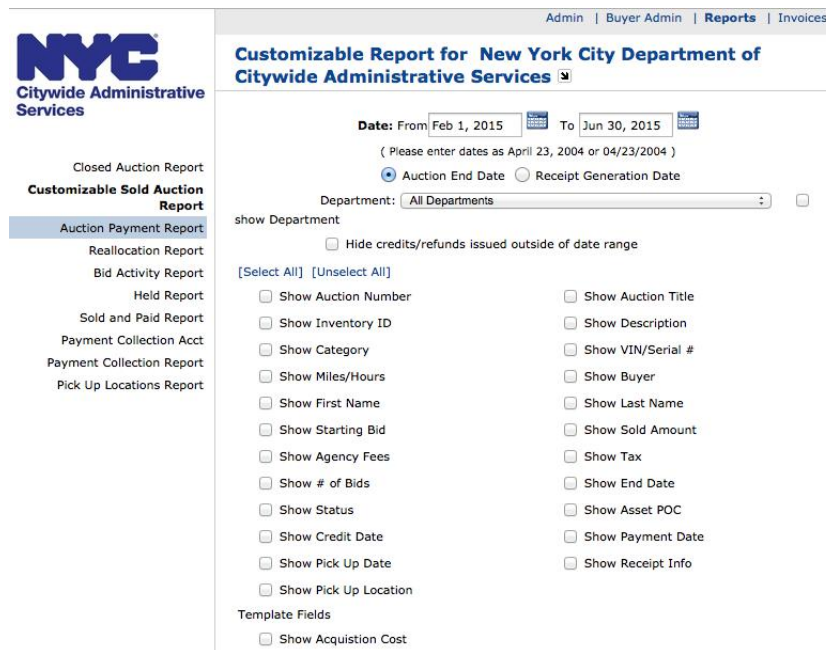 Admin | Buyer Admin | Reports | Invoices
NYC
Citywide Administrative
Services
Customizable Report for New York City Department of
Citywide Administrative Services
Date: From Feb 1, 2015 To Jun 30, 2015
( Please enter dates as April 23, 2004 or 04/23/2004 )
Auction End Date Receipt Generation Date
Department: All Departments
show Department
Hide credits/refunds issued outside of date range
[Select All] [Unselect All]
Show Auction Number Show Auction Title
Show Inventory ID Show Description
Show Category Show VIN/Serial #
Show Miles/Hours Show Buyer
Show First Name Show Last Name
Show Starting Bid Show Sold Amount
Show Agency Fees Show Tax
Show # of Bids Show End Date
Show Status Show Asset POC
Show Credit Date Show Payment Date
Show Pick Up Date Show Receipt Info
Show Pick Up Location
Template Fields
Show Acquistion Cost
Closed Auction Report
Customizable Sold Auction
Report
Auction Payment Report
Reallocation Report
Bid Activity Report
Held Report
Sold and Paid Report
Payment Collection Acct
Payment Collection Report
Pick Up Locations Report